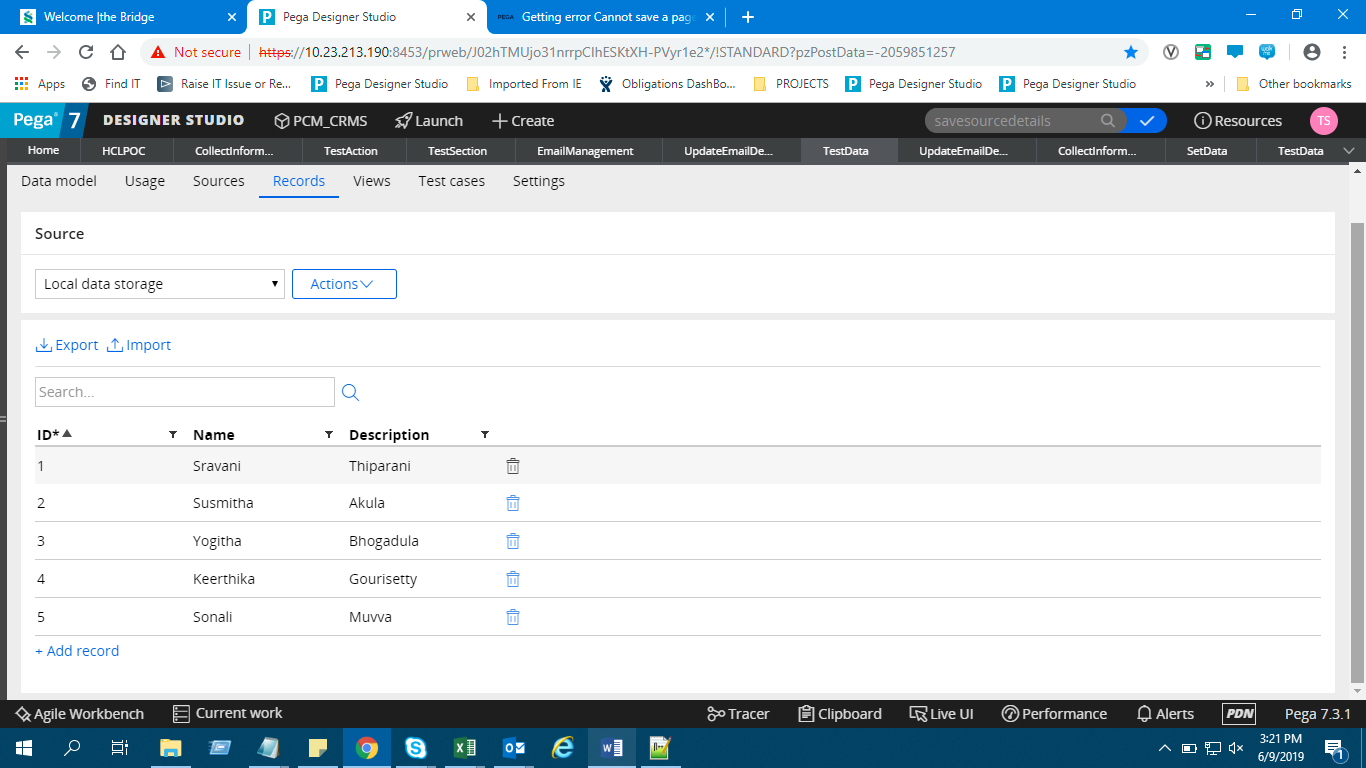 Welcome |the Bridge
Pega Designer Studio
PEGA Getting error Cannot save a pag
Not secure https://10.23.213.190:8453/prweb/J02hTMUjo31nrrpCIhESKtXH-PVyr1e2*/!STANDARD?pzPostData=-2059851257
Apps Find IT Raise IT Issue or Re... Pega Designer Studio Imported From IE Obligations DashBo... PROJECTS Pega Designer Studio Pega Designer Studio » Other bookmarks
Pega 7 DESIGNER STUDIO PCM_CRMS Launch Create savesourcedetails Resources TS
Home HCLPOC CollectInform... TestAction TestSection EmailManagement UpdateEmailDe... TestData UpdateEmailDe... CollectInform... SetData TestData
Data model Usage Sources Records Views Test cases Settings
Source
Local data storage Actions
Export Import
Search...
ID* Name Description
1 Sravani Thiparani
2 Susmitha Akula
3 Yogitha Bhogadula
4 Keerthika Gourisetty
5 Sonali Muvva
+ Add record
Agile Workbench Current work Tracer Clipboard Live UI Performance Alerts PDN Pega 7.3.1
3:21 PM
6/9/2019
1